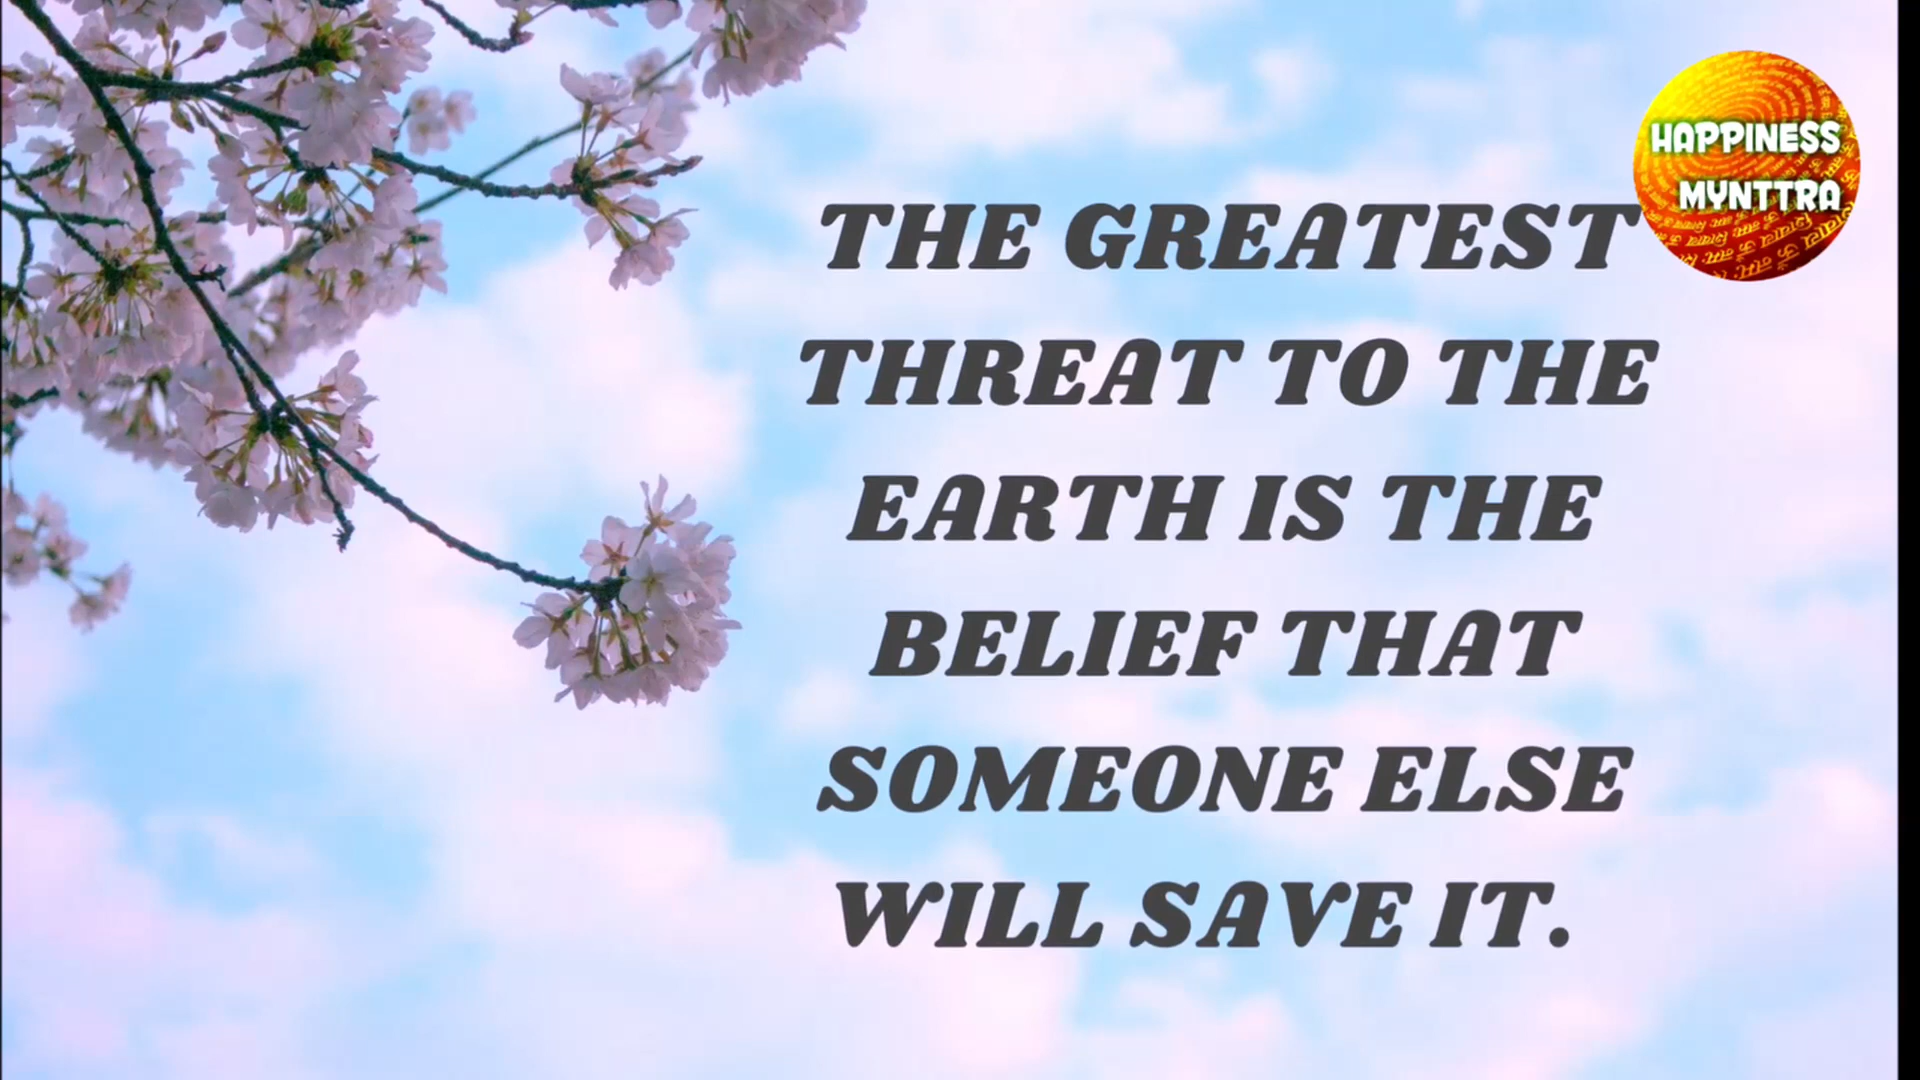 HAPPINESS
MYNTTRA
THE GREATEST
THREAT TO THE
EARTH IS THE
BELIEF THAT
SOMEONE ELSE
WILL SAVE IT.